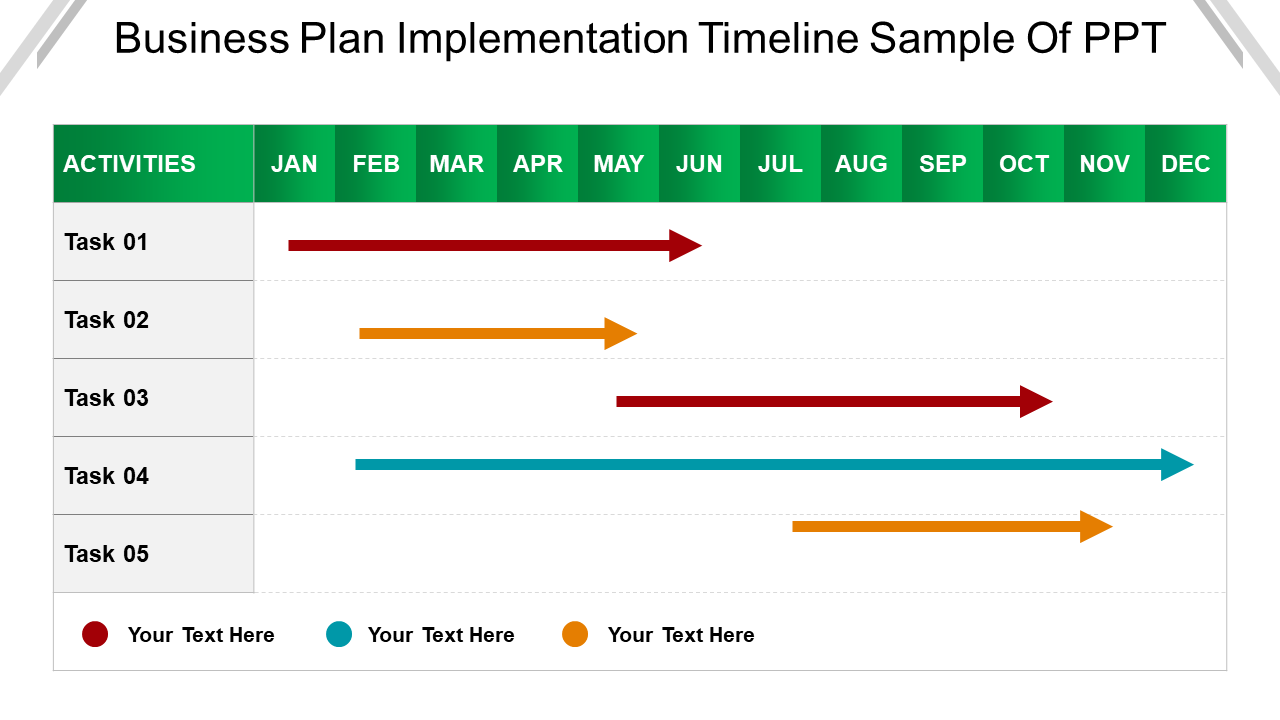 Business Plan Implementation Timeline Sample Of PPT
ACTIVITIES JAN FEB MAR APR MAY JUN JUL AUG SEP OCT NOV DEC
Task 01
Task 02
Task 03
Task 04
Task 05
Your Text Here Your Text Here Your Text Here